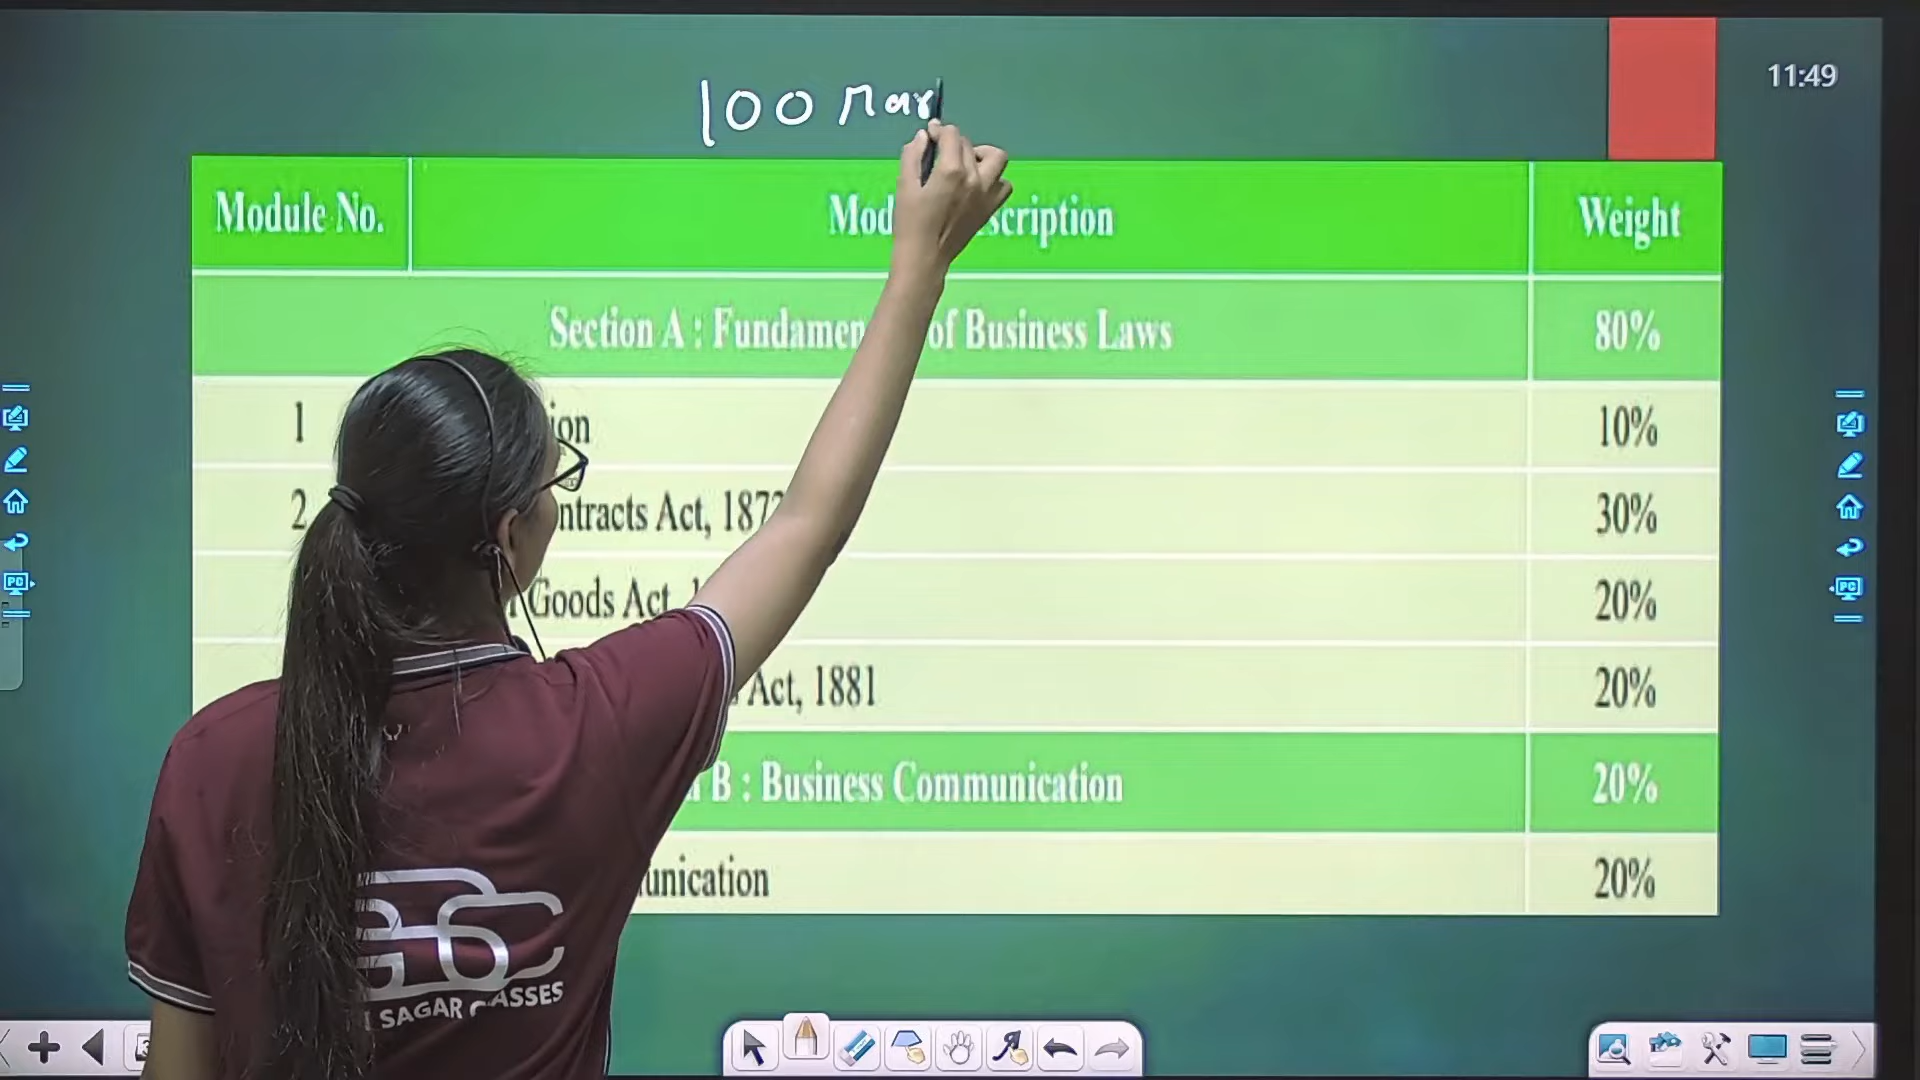 11:49
100 Mar
Module No. Mod scription Weight
Section A : Fundamen of Business Laws 80%
1 ion 10%
2 ntracts Act, 187 30%
Goods Act, 20%
Act, 1881 20%
B : Business Communication 20%
unication 20%
SAGAR CLASSES